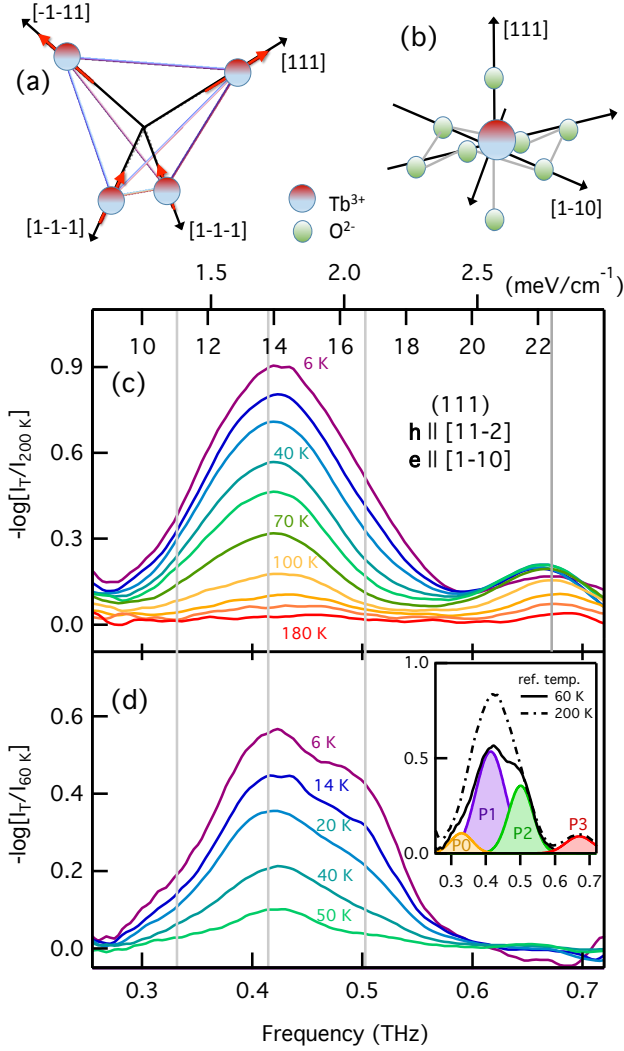 [-1-11]
[111]
(a)
[1-1-1]
[1-1-1]
Tb3+
O2-
[111]
(b)
[1-10]
1.5 2.0 2.5 (meV/cm-1)
10 12 14 16 18 20 22
(c)
6 K
40 K
70 K
100 K
180 K
(111)
h || [11-2]
e || [1-10]
0.9
0.6
0.3
0.0
-log[IT/I200 K]
(d)
6 K
14 K
20 K
40 K
50 K
0.6
0.4
0.2
0.0
-log[IT/I60 K]
1.0
0.5
0.0
ref. temp.
60 K
200 K
P0
P1
P2
P3
0.3 0.4 0.5 0.6 0.7
0.3 0.4 0.5 0.6 0.7
Frequency (THz)